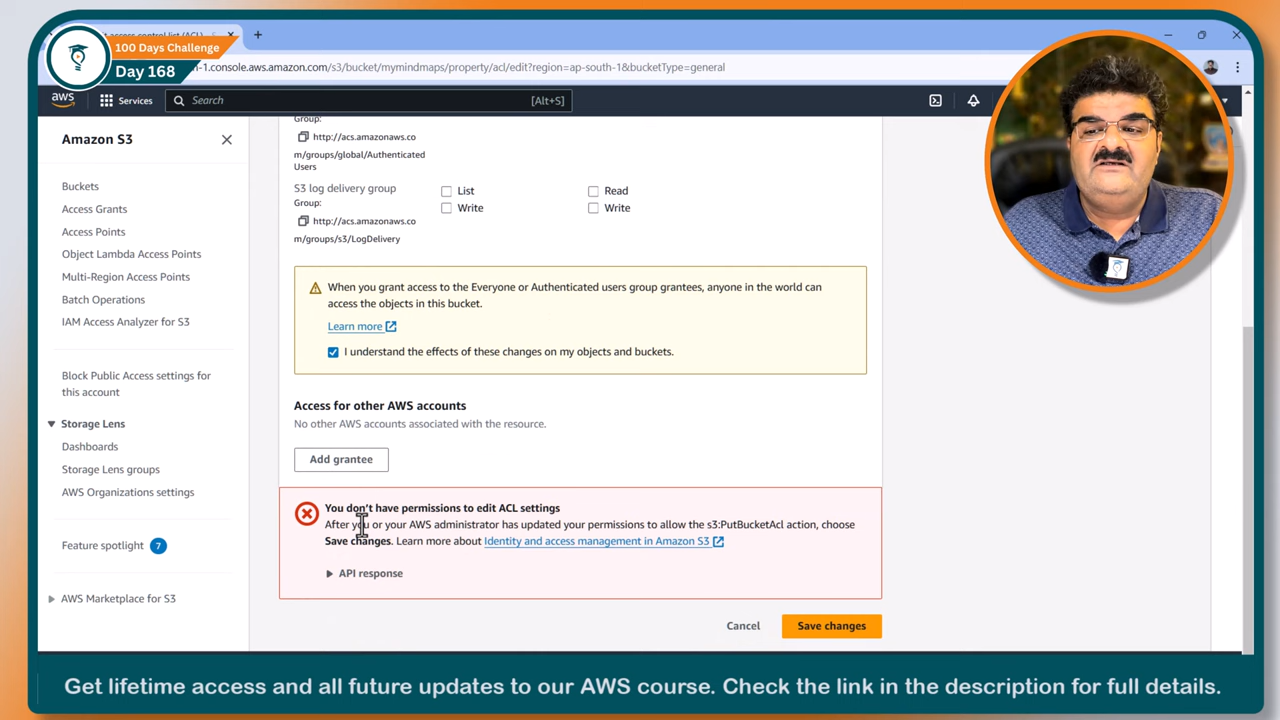 100 Days Challenge
Day 168
n-1.console.aws.amazon.com/s3/bucket/mymindmaps/property/acl/edit?region=ap-south-1&bucketType=general
aws
Services
Search
[Alt+S]
Amazon S3
Buckets
Access Grants
Access Points
Object Lambda Access Points
Multi-Region Access Points
Batch Operations
IAM Access Analyzer for S3
Block Public Access settings for
this account
Storage Lens
Dashboards
Storage Lens groups
AWS Organizations settings
Feature spotlight 7
AWS Marketplace for S3
Group:
http://acs.amazonaws.co
m/groups/global/Authenticated
Users
S3 log delivery group
Group:
http://acs.amazonaws.co
m/groups/s3/LogDelivery
List
Write
Read
Write
When you grant access to the Everyone or Authenticated users group grantees, anyone in the world can
access the objects in this bucket.
Learn more
I understand the effects of these changes on my objects and buckets.
Access for other AWS accounts
No other AWS accounts associated with the resource.
Add grantee
You don't have permissions to edit ACL settings
After you or your AWS administrator has updated your permissions to allow the s3:PutBucketAcl action, choose
Save changes. Learn more about Identity and access management in Amazon S3
API response
Cancel
Save changes
Get lifetime access and all future updates to our AWS course. Check the link in the description for full details.